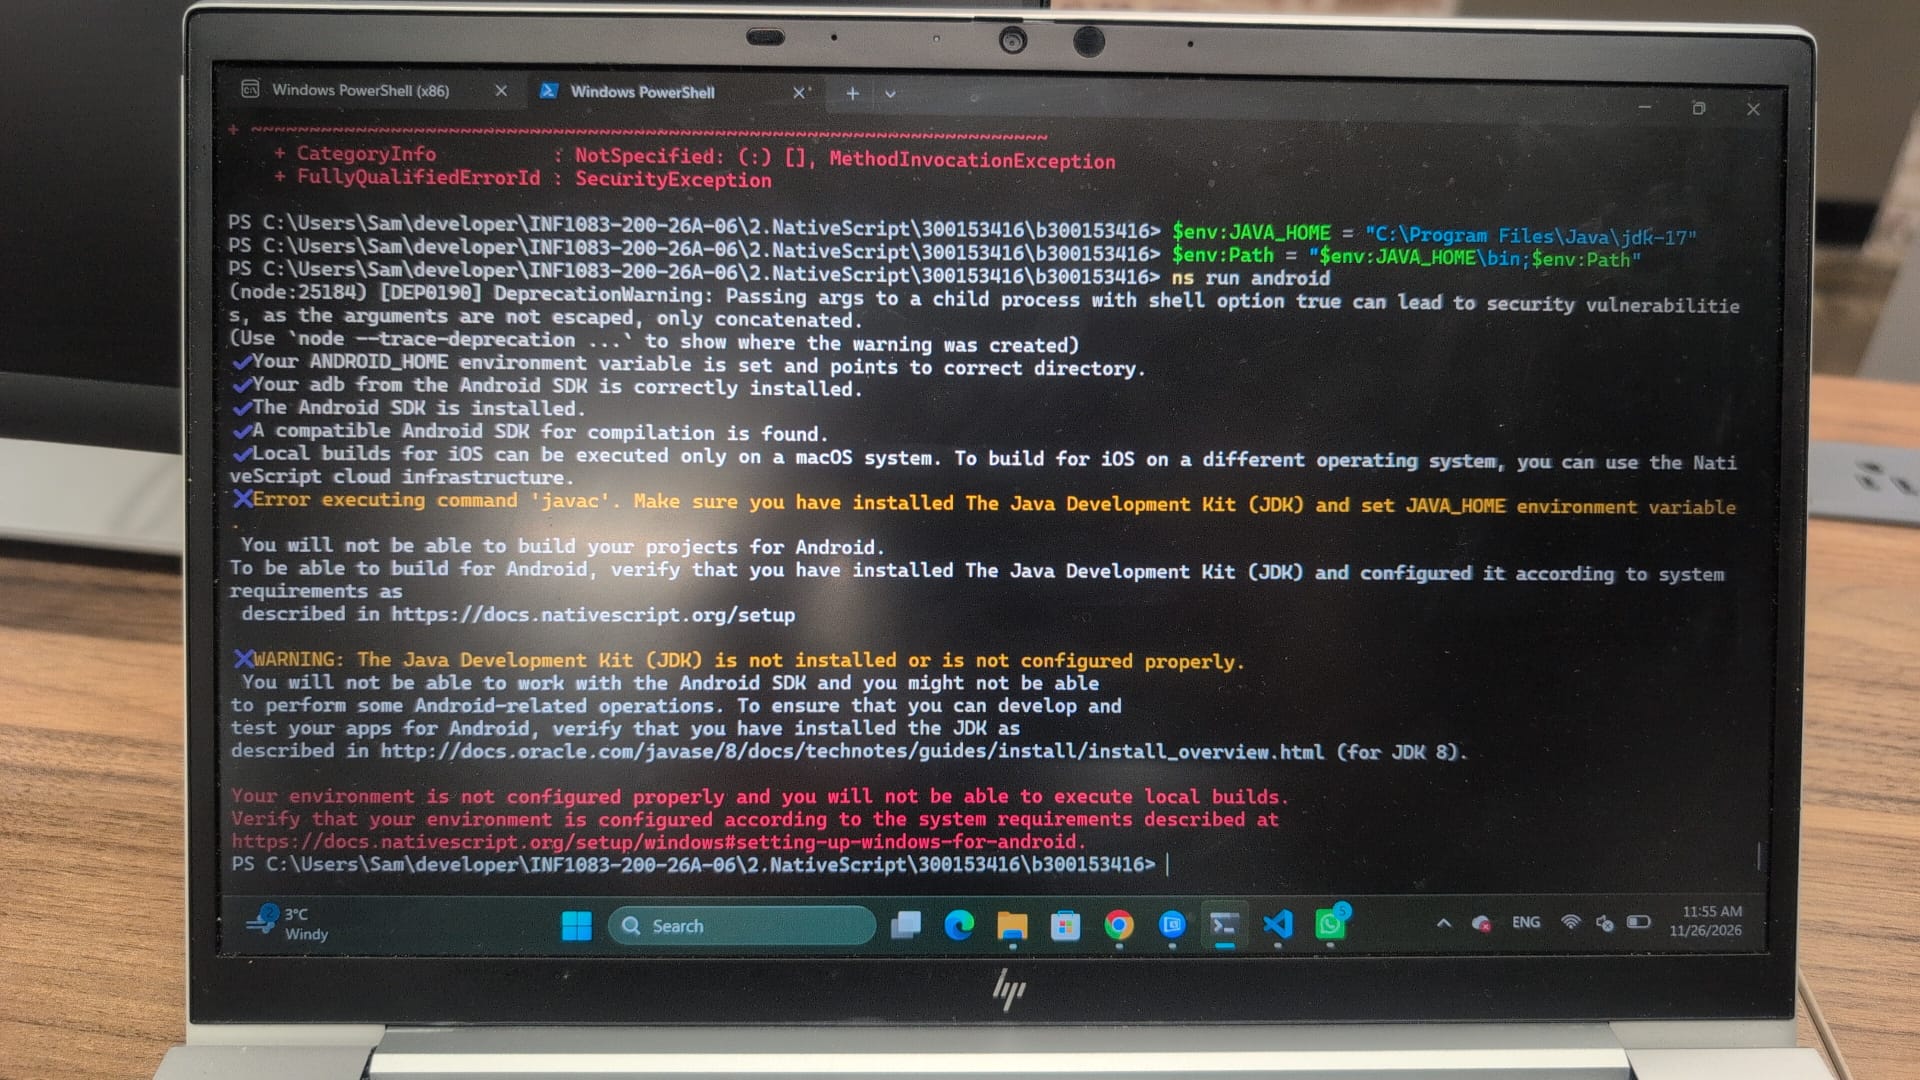 Windows PowerShell (x86)
Windows PowerShell
+ ~~~~~~~~~~~~~~~~~~~~~~~~~~~~~~~~~~~~~~~~~~~~~~~~~~~~~~~~~~~~~~~~~~~~~
+ CategoryInfo : NotSpecified: (:) [], MethodInvocationException
+ FullyQualifiedErrorId : SecurityException
PS C:\Users\Sam\developer\INF1083-200-26A-06\2.NativeScript\300153416\b300153416> $env:JAVA_HOME = "C:\Program Files\Java\jdk-17"
PS C:\Users\Sam\developer\INF1083-200-26A-06\2.NativeScript\300153416\b300153416> $env:Path = "$env:JAVA_HOME\bin;$env:Path"
PS C:\Users\Sam\developer\INF1083-200-26A-06\2.NativeScript\300153416\b300153416> ns run android
(node:25184) [DEP0190] DeprecationWarning: Passing args to a child process with shell option true can lead to security vulnerabilitie
s, as the arguments are not escaped, only concatenated.
(Use `node --trace-deprecation ...` to show where the warning was created)
✔Your ANDROID_HOME environment variable is set and points to correct directory.
✔Your adb from the Android SDK is correctly installed.
✔The Android SDK is installed.
✔A compatible Android SDK for compilation is found.
✔Local builds for iOS can be executed only on a macOS system. To build for iOS on a different operating system, you can use the Nati
veScript cloud infrastructure.
✖Error executing command 'javac'. Make sure you have installed The Java Development Kit (JDK) and set JAVA_HOME environment variable
.
You will not be able to build your projects for Android.
To be able to build for Android, verify that you have installed The Java Development Kit (JDK) and configured it according to system
requirements as
described in https://docs.nativescript.org/setup
✖WARNING: The Java Development Kit (JDK) is not installed or is not configured properly.
You will not be able to work with the Android SDK and you might not be able
to perform some Android-related operations. To ensure that you can develop and
test your apps for Android, verify that you have installed the JDK as
described in http://docs.oracle.com/javase/8/docs/technotes/guides/install/install_overview.html (for JDK 8).
Your environment is not configured properly and you will not be able to execute local builds.
Verify that your environment is configured according to the system requirements described at
https://docs.nativescript.org/setup/windows#setting-up-windows-for-android.
PS C:\Users\Sam\developer\INF1083-200-26A-06\2.NativeScript\300153416\b300153416>
3°C
Windy
Search
ENG
11:55 AM
11/26/2026
hp